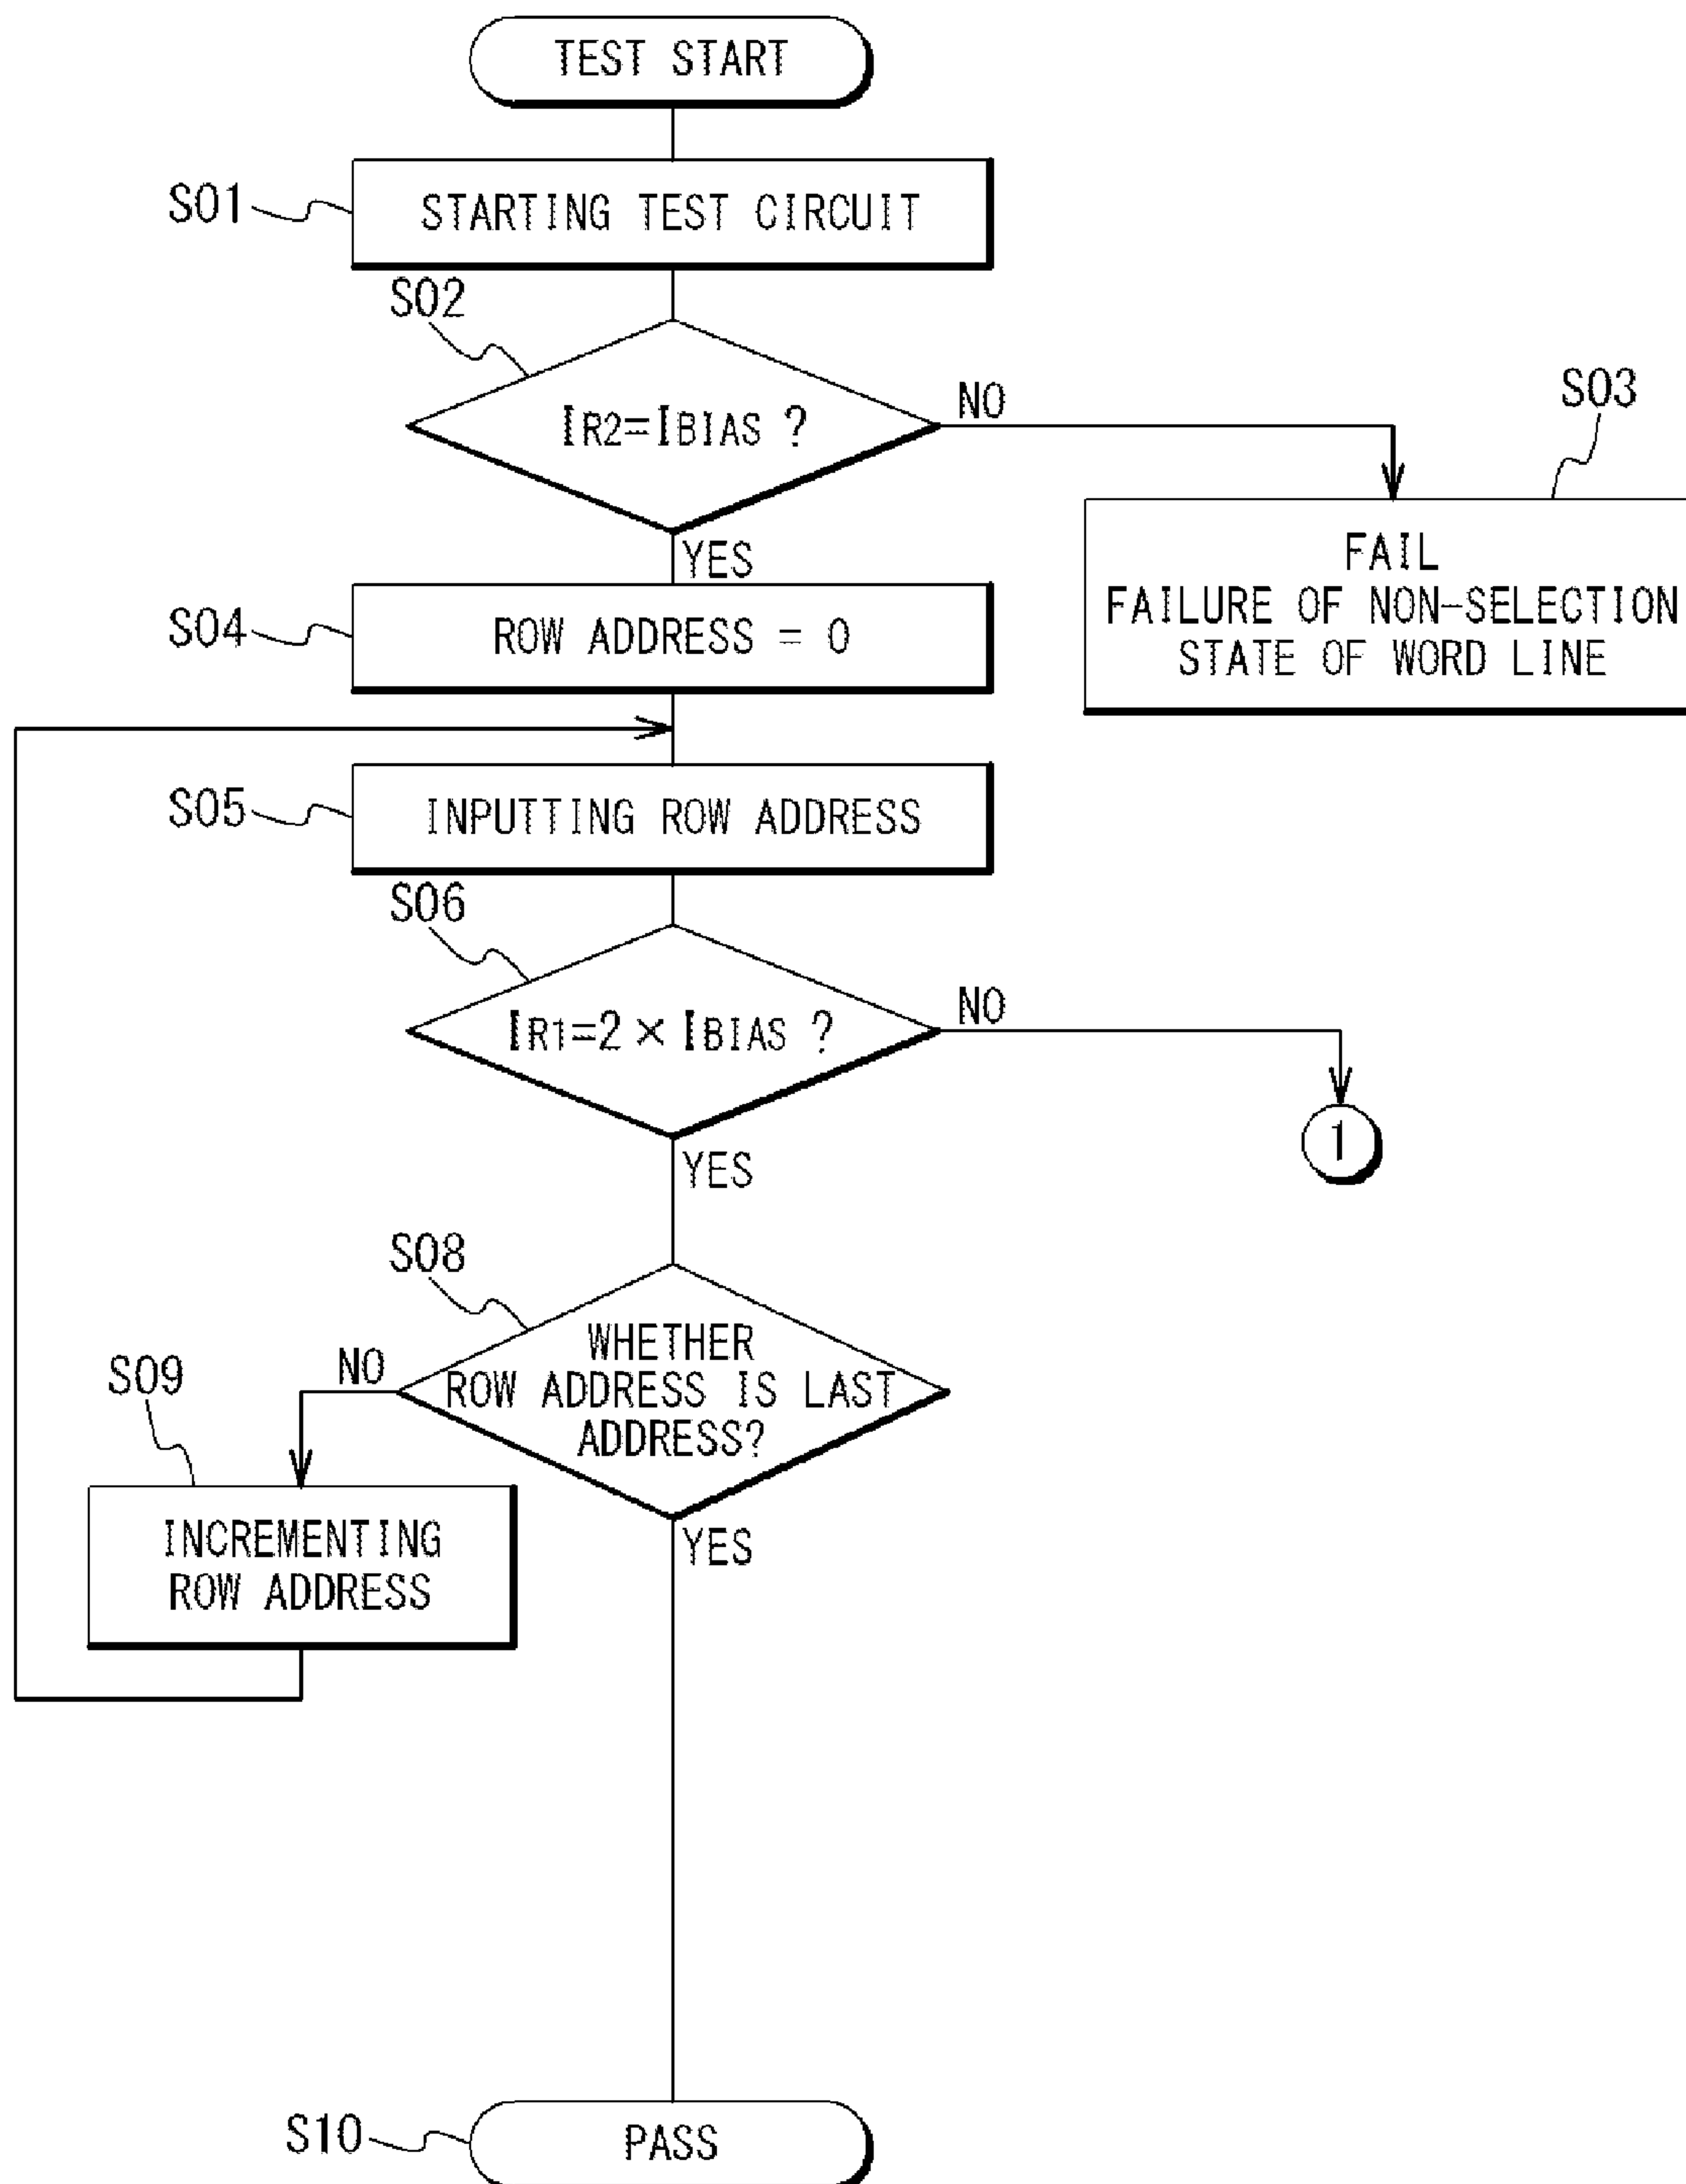 TEST START
S01
STARTING TEST CIRCUIT
S02
IR2=IBIAS ?
NO
S03
FAIL
FAILURE OF NON-SELECTION
STATE OF WORD LINE
YES
S04
ROW ADDRESS = 0
S05
INPUTTING ROW ADDRESS
S06
IR1=2 × IBIAS ?
NO
1
YES
S08
WHETHER
ROW ADDRESS IS LAST
ADDRESS?
NO
S09
INCREMENTING
ROW ADDRESS
YES
S10
PASS